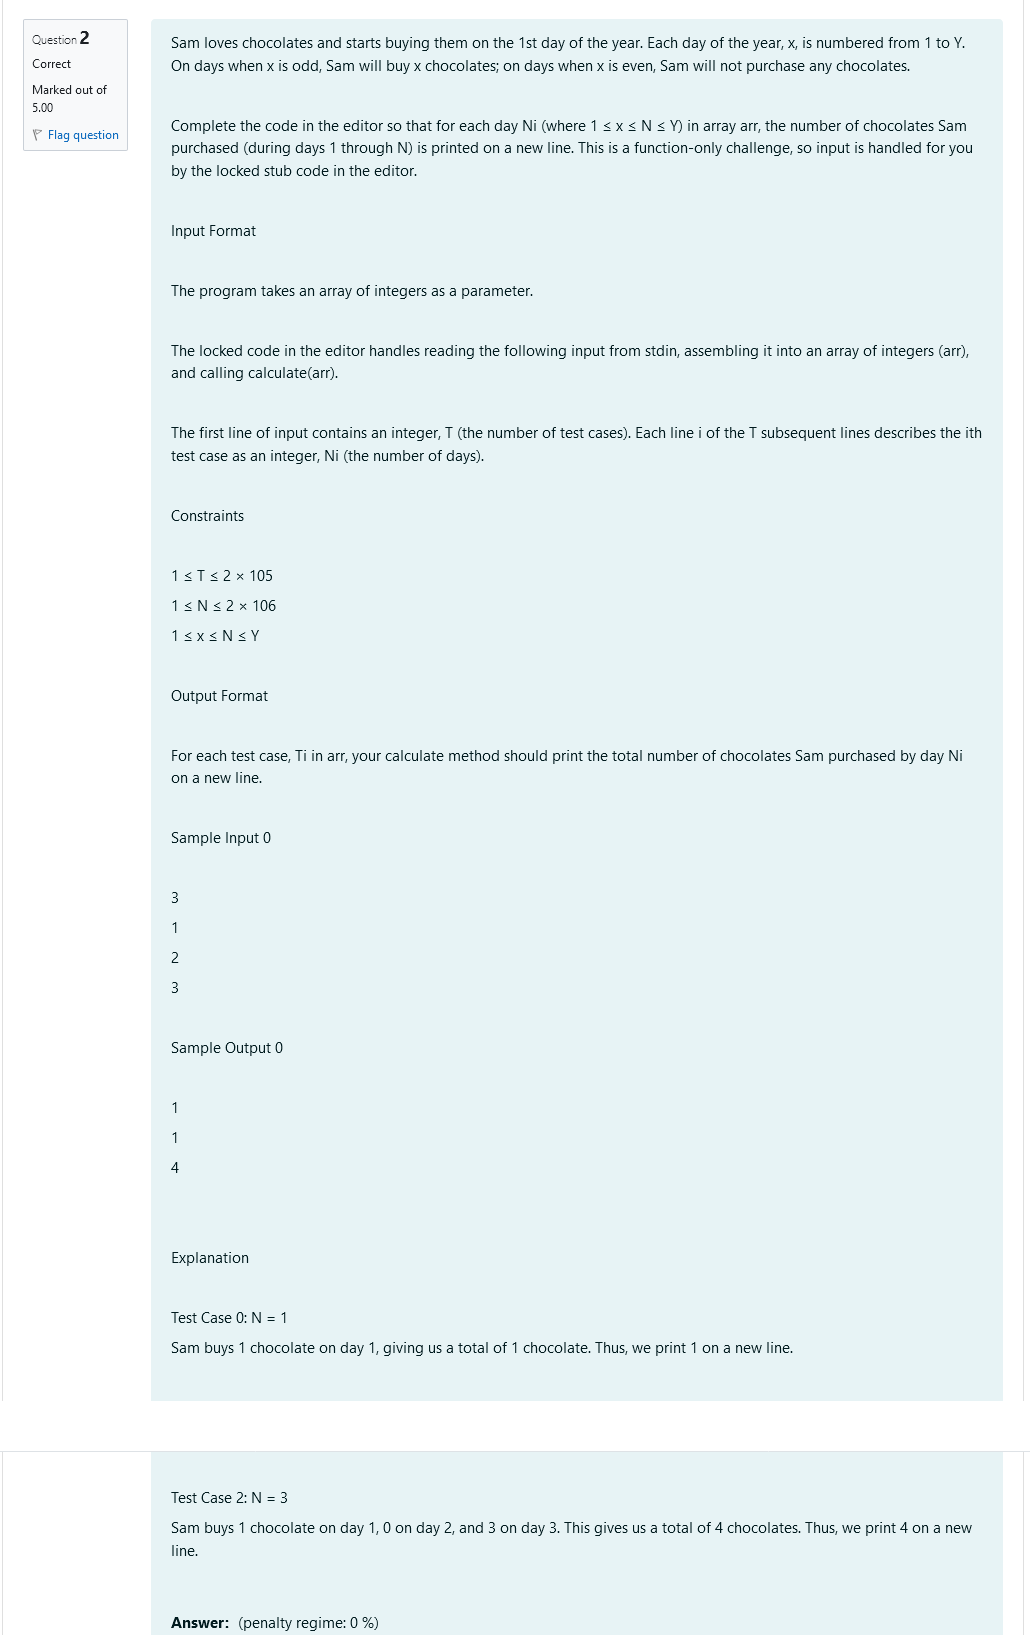 Question 2
Correct
Marked out of
5.00
Flag question
Sam loves chocolates and starts buying them on the 1st day of the year. Each day of the year, x, is numbered from 1 to Y.
On days when x is odd, Sam will buy x chocolates; on days when x is even, Sam will not purchase any chocolates.
Complete the code in the editor so that for each day Ni (where 1 ≤ x ≤ N ≤ Y) in array arr, the number of chocolates Sam
purchased (during days 1 through N) is printed on a new line. This is a function-only challenge, so input is handled for you
by the locked stub code in the editor.
Input Format
The program takes an array of integers as a parameter.
The locked code in the editor handles reading the following input from stdin, assembling it into an array of integers (arr),
and calling calculate(arr).
The first line of input contains an integer, T (the number of test cases). Each line i of the T subsequent lines describes the ith
test case as an integer, Ni (the number of days).
Constraints
1 ≤ T ≤ 2 × 105
1 ≤ N ≤ 2 × 106
1 ≤ x ≤ N ≤ Y
Output Format
For each test case, Ti in arr, your calculate method should print the total number of chocolates Sam purchased by day Ni
on a new line.
Sample Input 0
3
1
2
3
Sample Output 0
1
1
4
Explanation
Test Case 0: N = 1
Sam buys 1 chocolate on day 1, giving us a total of 1 chocolate. Thus, we print 1 on a new line.
Test Case 2: N = 3
Sam buys 1 chocolate on day 1, 0 on day 2, and 3 on day 3. This gives us a total of 4 chocolates. Thus, we print 4 on a new
line.
Answer: (penalty regime: 0 %)